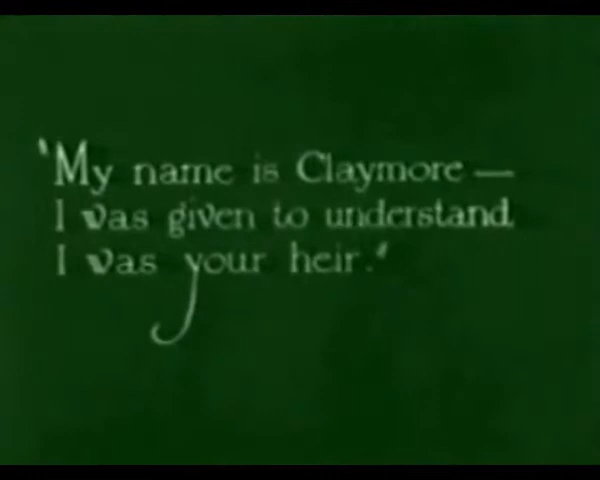 'My name is Claymore —
I was given to understand
I was your heir.'